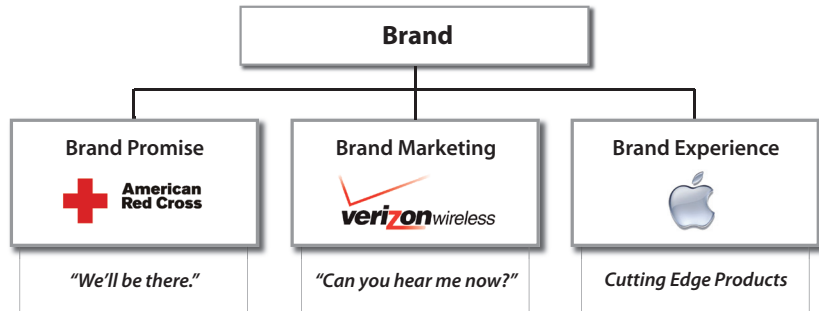 Brand
Brand Promise
American
Red Cross
Brand Marketing
verizonwireless
Brand Experience
“We’ll be there.”
“Can you hear me now?”
Cutting Edge Products